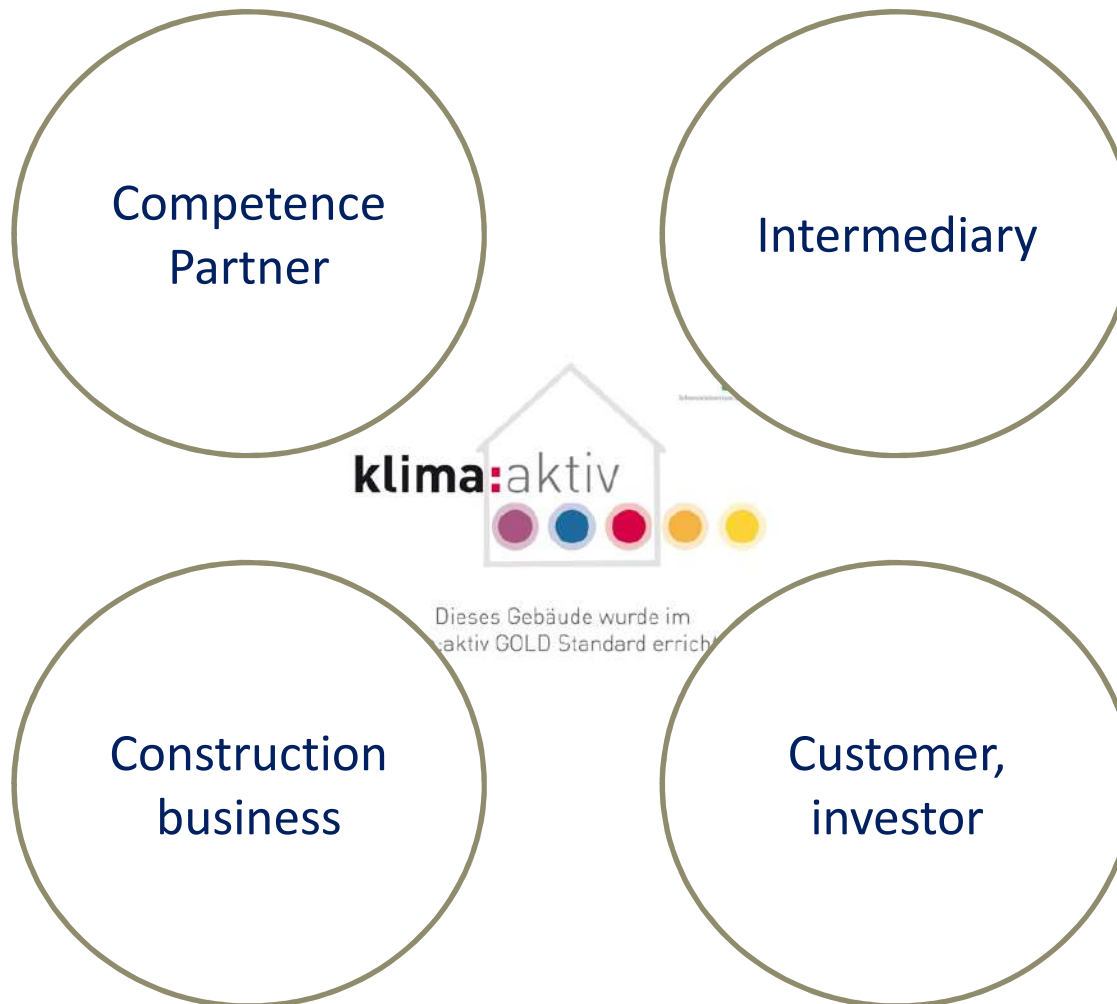 Competence
Partner
Intermediary
klima:aktiv
Dieses Gebäude wurde im
:aktiv GOLD Standard errich
Construction
business
Customer,
investor